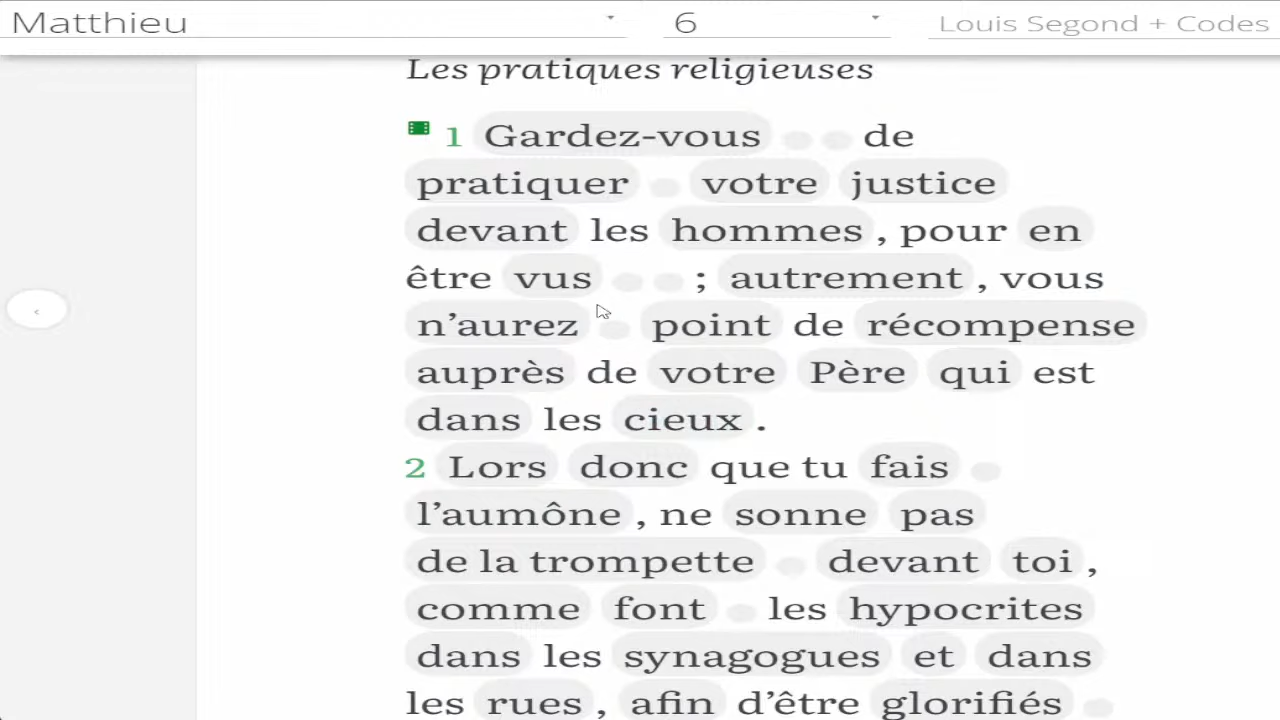 Matthieu 6 Louis Segond + Codes
Les pratiques religieuses
1 Gardez-vous de
pratiquer votre justice
devant les hommes, pour en
être vus ; autrement, vous
n’aurez point de récompense
auprès de votre Père qui est
dans les cieux.
2 Lors donc que tu fais
l’aumône, ne sonne pas
de la trompette devant toi,
comme font les hypocrites
dans les synagogues et dans
les rues, afin d’être glorifiés